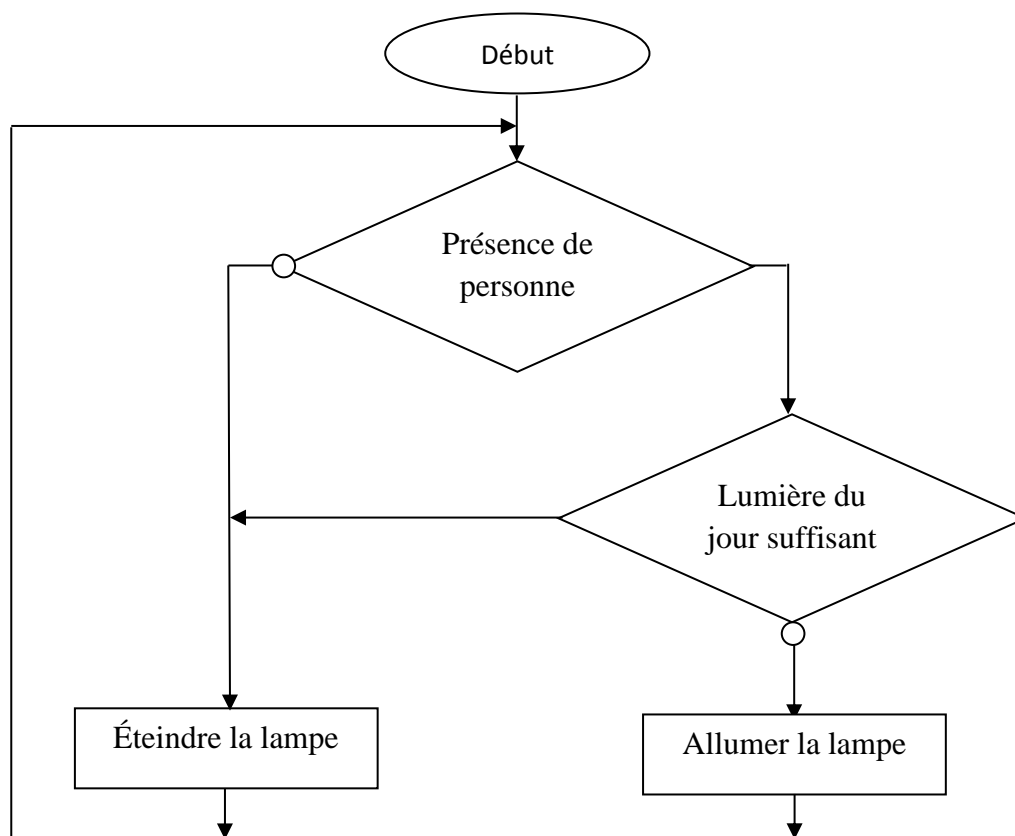 Début
Présence de
personne
Lumière du
jour suffisant
Éteindre la lampe
Allumer la lampe